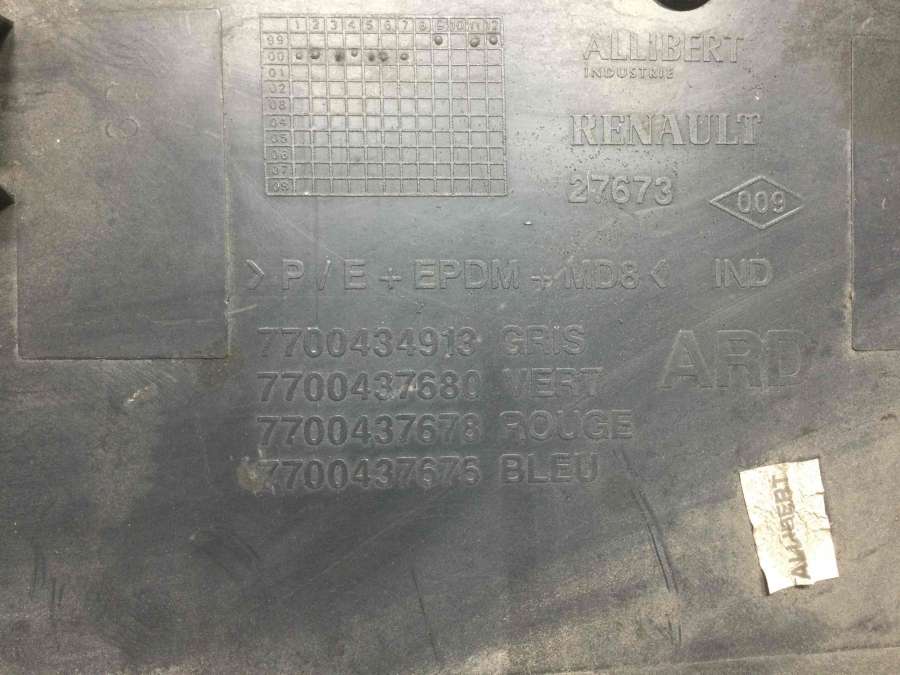 1 2 3 4 5 6 7 8 9 10 11 12
99
00
01
02
03
04
05
06
07
ALLIBERT
INDUSTRIE
RENAULT
27673
009
> P / E + EPDM + MD8 < IND
7700434913 GRIS
7700437680 VERT
7700437678 ROUGE
7700437676 BLEU
ARD
ALLIBERT